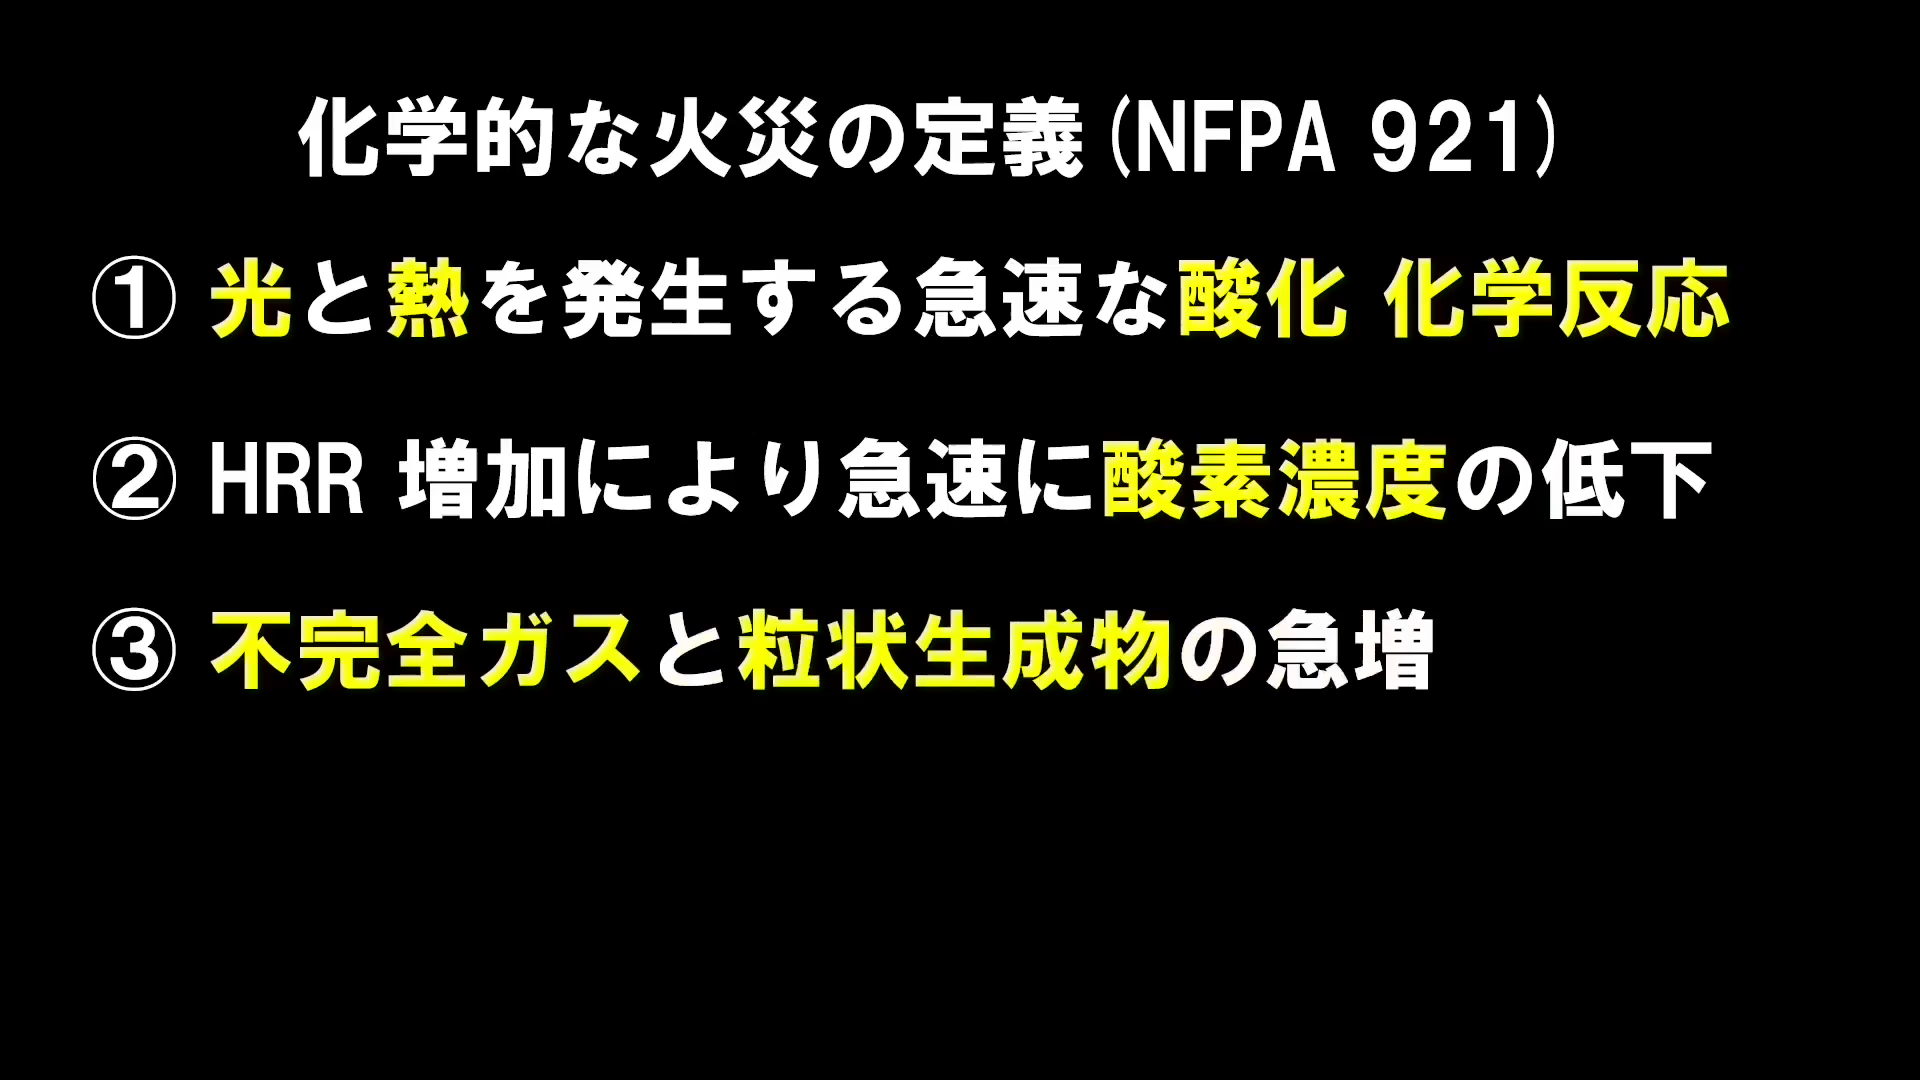 化学的な火災の定義(NFPA 921)
① 光と熱を発生する急速な酸化 化学反応
② HRR 増加により急速に酸素濃度の低下
③ 不完全ガスと粒状生成物の急増